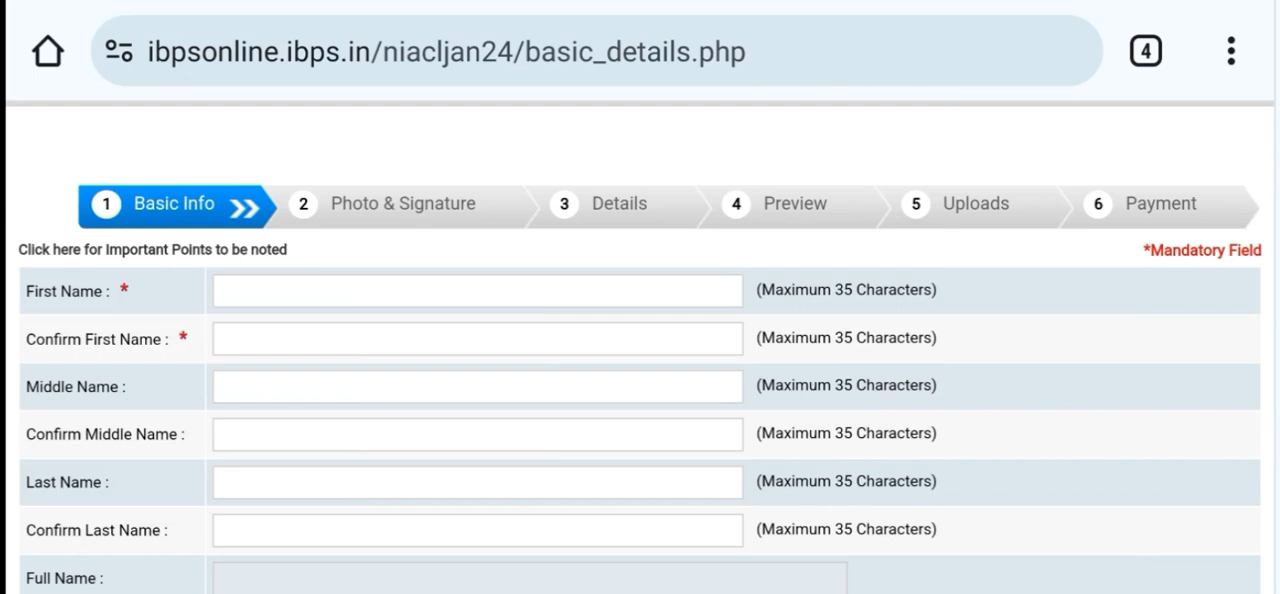 ibpsonline.ibps.in/niacljan24/basic_details.php 4
1 Basic Info 2 Photo & Signature 3 Details 4 Preview 5 Uploads 6 Payment
Click here for Important Points to be noted *Mandatory Field
First Name : * (Maximum 35 Characters)
Confirm First Name : * (Maximum 35 Characters)
Middle Name : (Maximum 35 Characters)
Confirm Middle Name : (Maximum 35 Characters)
Last Name : (Maximum 35 Characters)
Confirm Last Name : (Maximum 35 Characters)
Full Name :